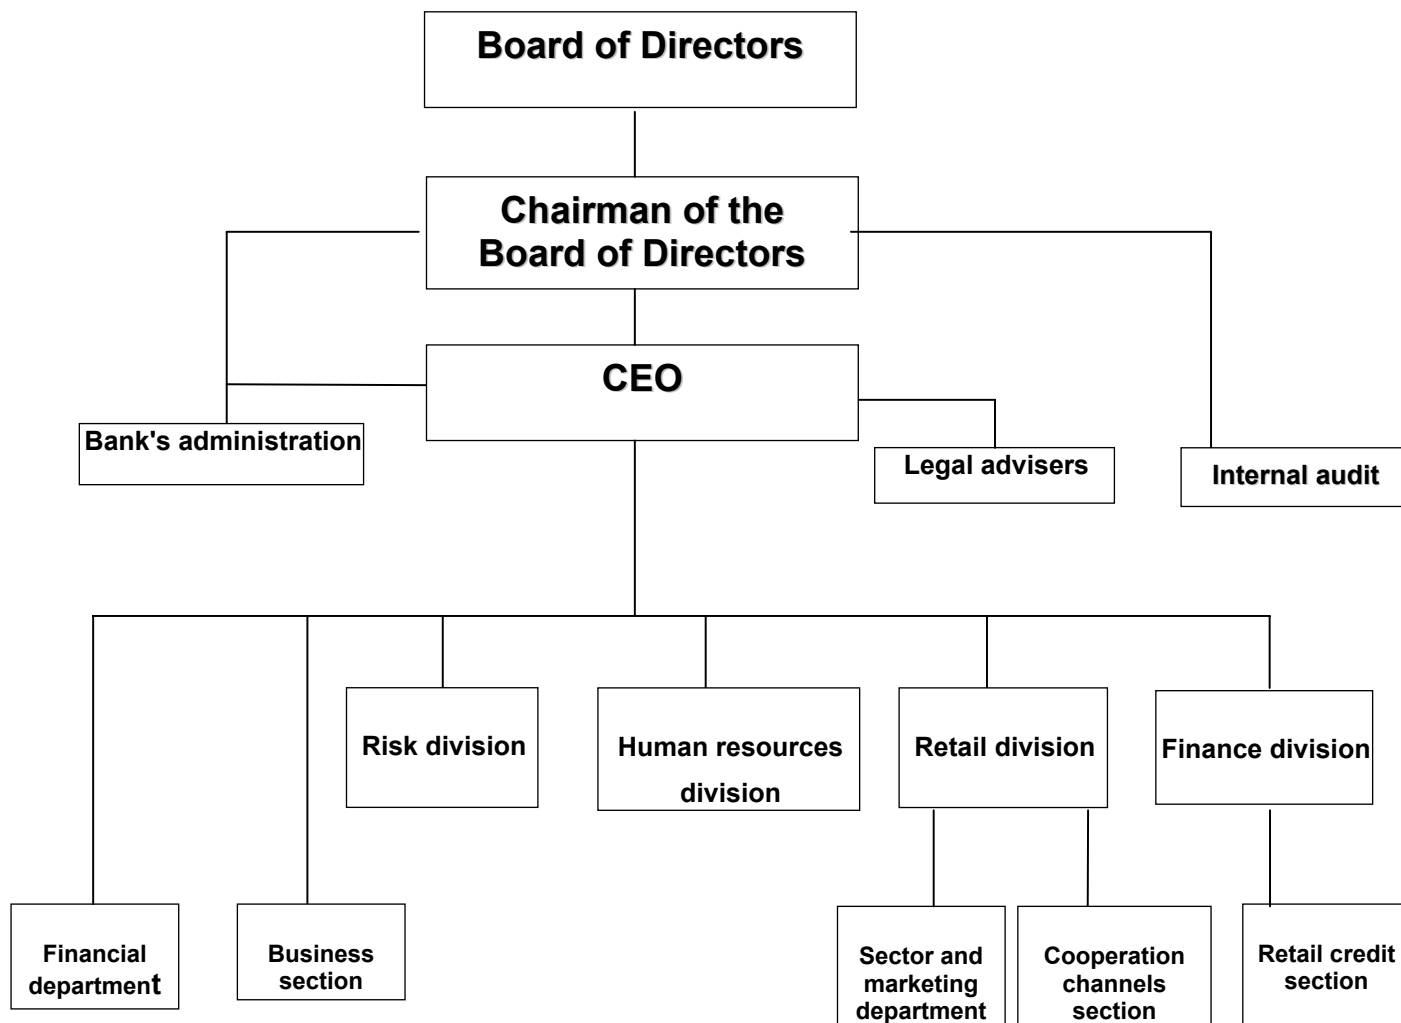 Board of Directors
Chairman of the
Board of Directors
CEO
Bank's administration
Legal advisers
Internal audit
Risk division
Human resources
division
Retail division
Finance division
Financial
department
Business
section
Sector and
marketing
department
Cooperation
channels
section
Retail credit
section